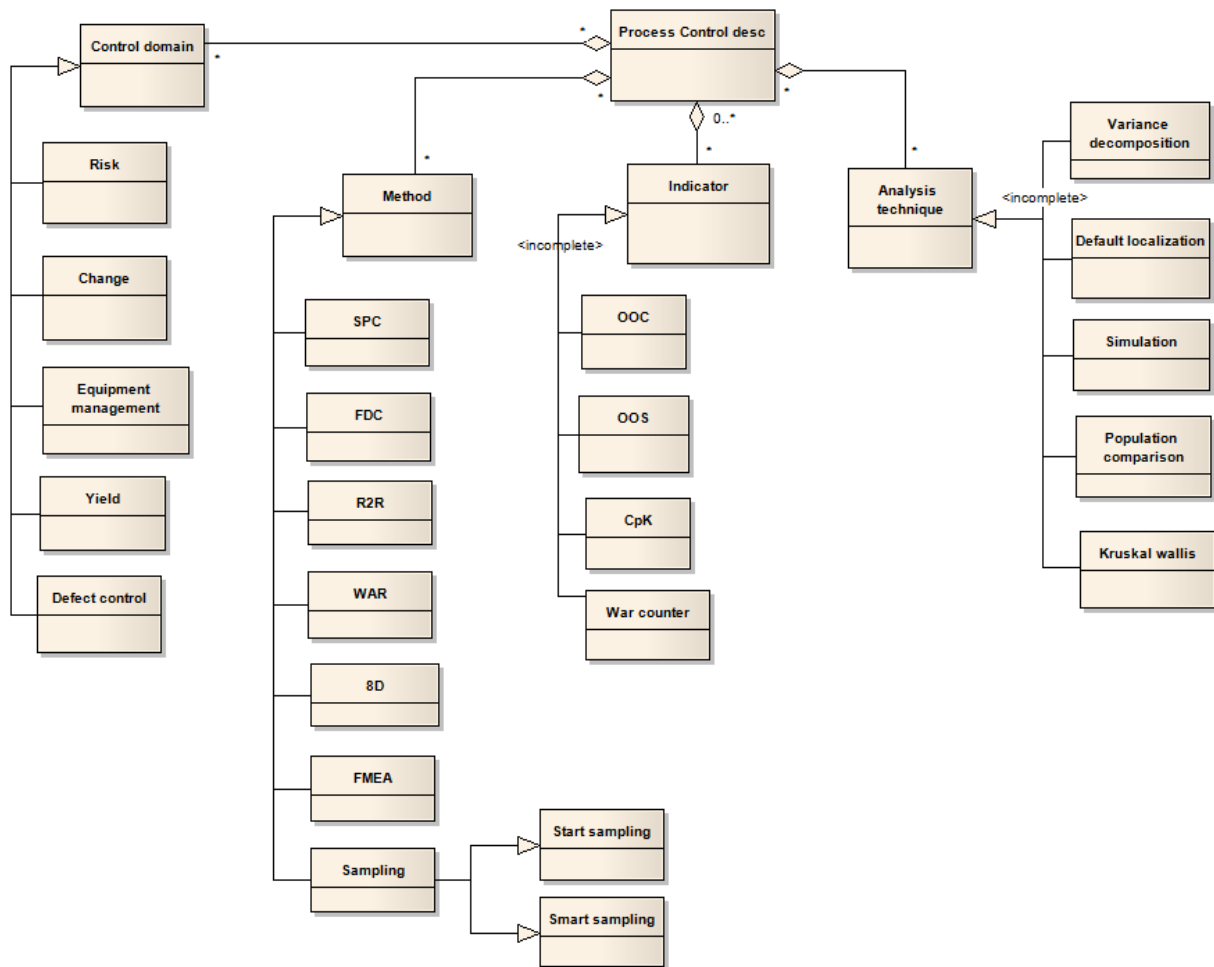 Control domain
*
*
Process Control desc
*
*
0..*
*
*
*
Risk
Change
Equipment
management
Yield
Defect control
Method
SPC
FDC
R2R
WAR
8D
FMEA
Sampling
Start sampling
Smart sampling
Indicator
<incomplete>
OOC
OOS
CpK
War counter
Analysis
technique
<incomplete>
Variance
decomposition
Default localization
Simulation
Population
comparison
Kruskal wallis